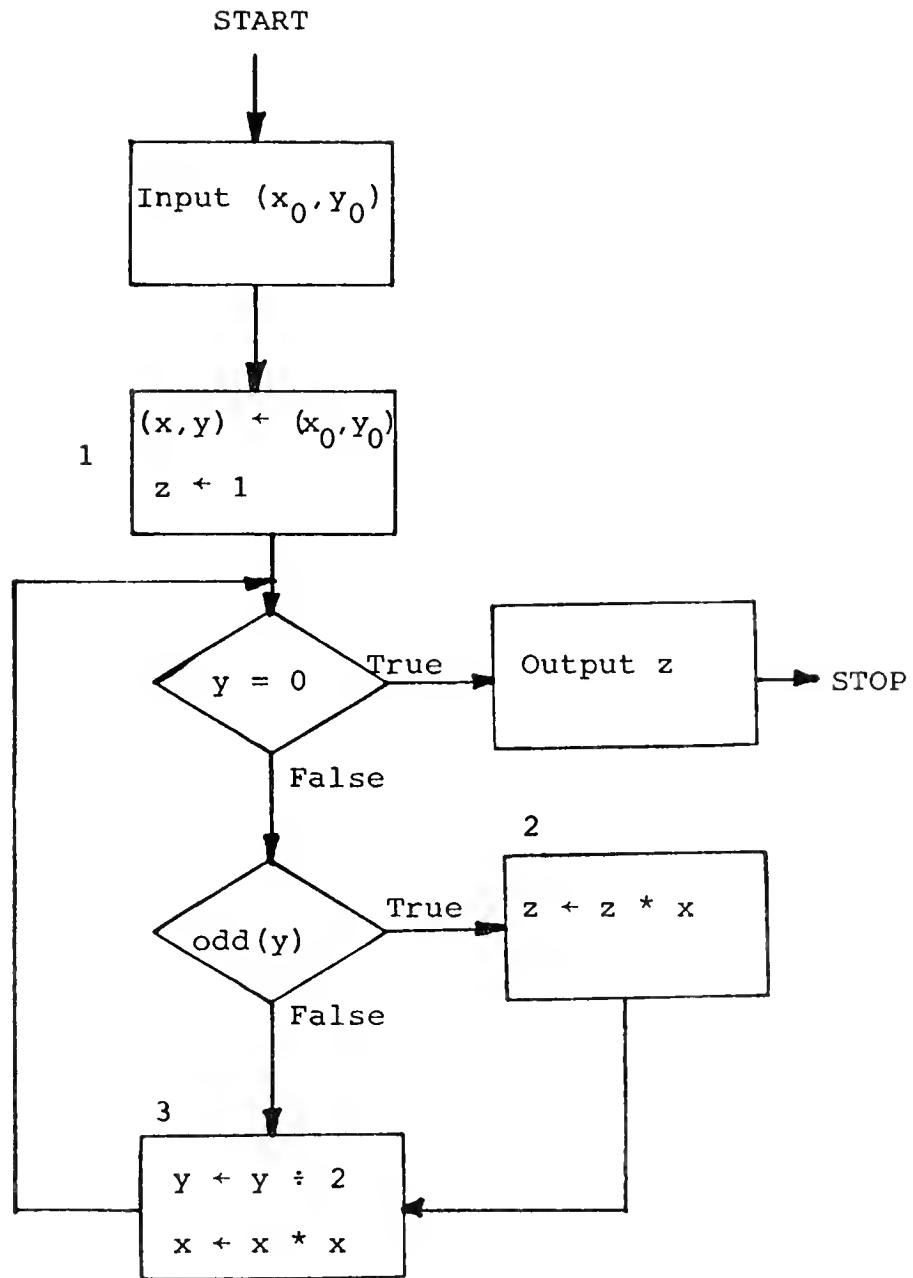 START
Input (x₀,y₀)
1
(x,y) ← (x₀,y₀)
z ← 1
y = 0
True
Output z
STOP
False
odd(y)
True
2
z ← z * x
False
3
y ← y ÷ 2
x ← x * x